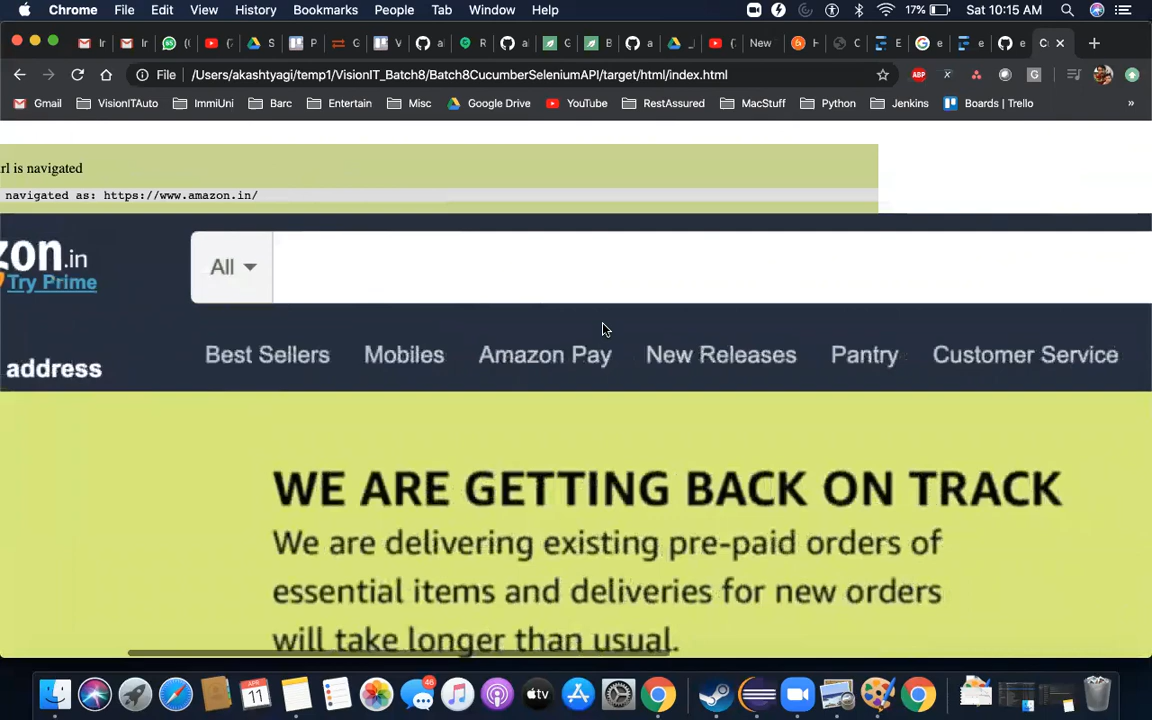 Chrome File Edit View History Bookmarks People Tab Window Help 17% Sat 10:15 AM
New
File /Users/akashtyagi/temp1/VisionIT_Batch8/Batch8CucumberSeleniumAPI/target/html/index.html ABP
Gmail VisionITAuto ImmiUni Barc Entertain Misc Google Drive YouTube RestAssured MacStuff Python Jenkins Boards | Trello »
rl is navigated
navigated as: https://www.amazon.in/
zon.in
Try Prime
All
address
Best Sellers Mobiles Amazon Pay New Releases Pantry Customer Service
WE ARE GETTING BACK ON TRACK
We are delivering existing pre-paid orders of
essential items and deliveries for new orders
will take longer than usual.
46
APR
11
tv